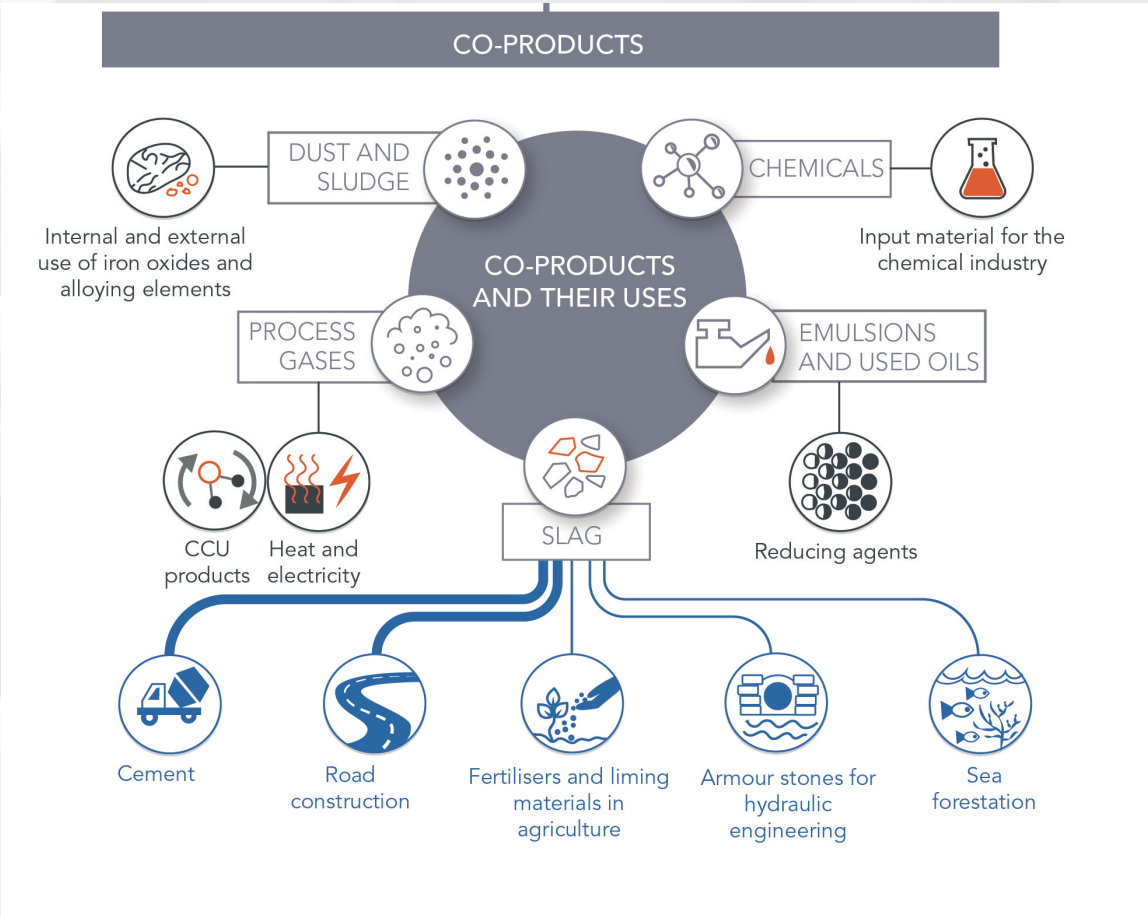 CO-PRODUCTS
DUST AND
SLUDGE
CHEMICALS
Internal and external
use of iron oxides and
alloying elements
Input material for the
chemical industry
CO-PRODUCTS
AND THEIR USES
PROCESS
GASES
EMULSIONS
AND USED OILS
CCU
products
Heat and
electricity
SLAG
Reducing agents
Cement
Road
construction
Fertilisers and liming
materials in
agriculture
Armour stones for
hydraulic
engineering
Sea
forestation